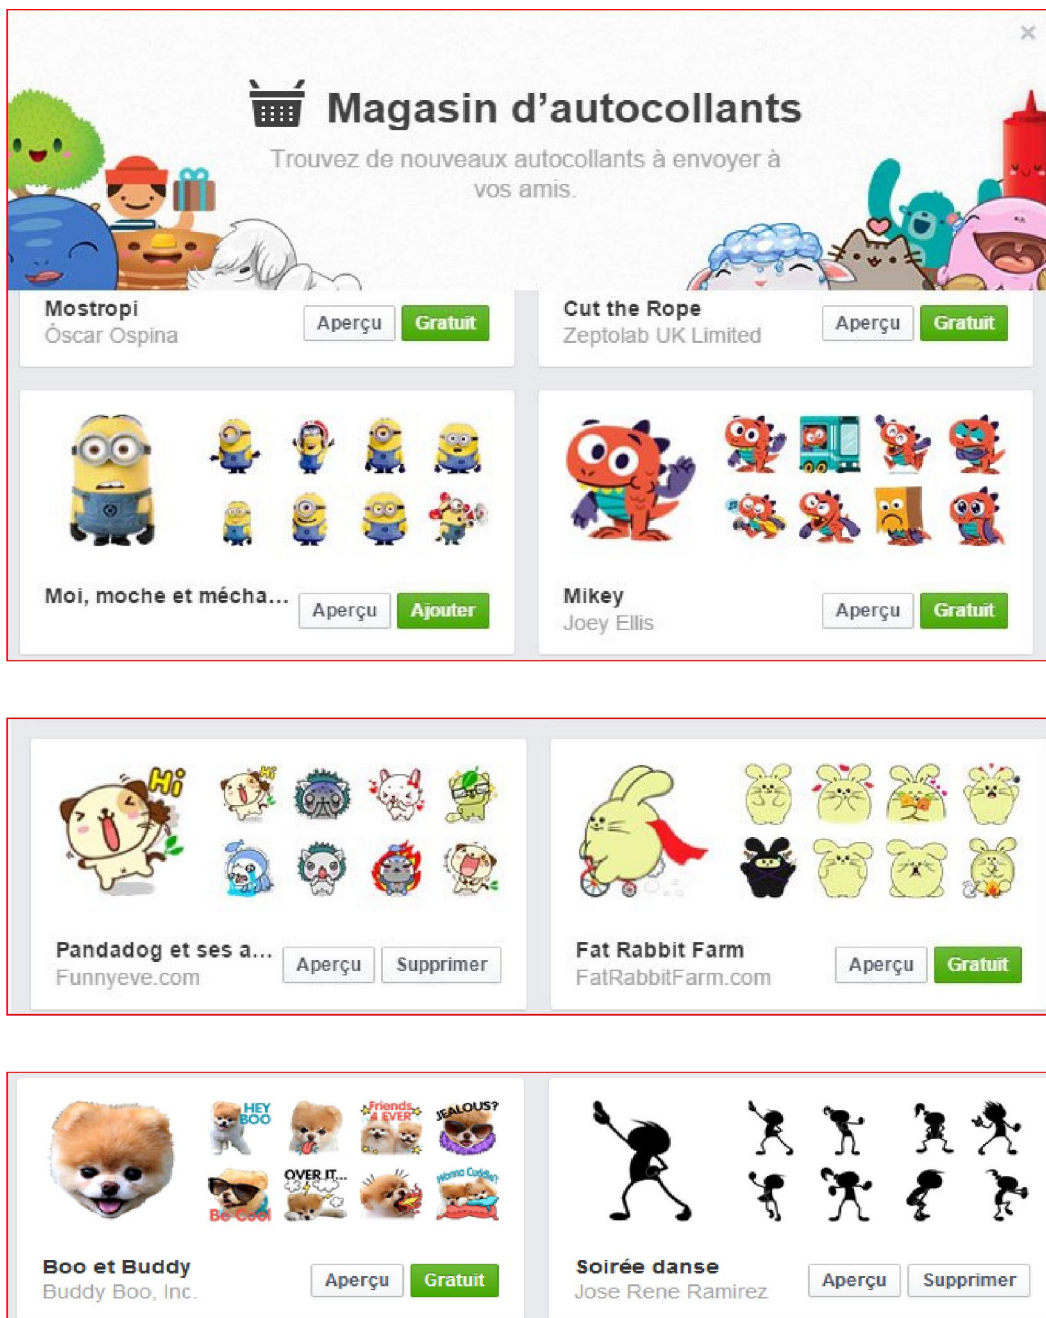 Magasin d'autocollants
Trouvez de nouveaux autocollants à envoyer à
vos amis.
Mostropi
Óscar Ospina
Aperçu
Gratuit
Cut the Rope
Zeptolab UK Limited
Aperçu
Gratuit
Moi, moche et mécha...
Aperçu
Ajouter
Mikey
Joey Ellis
Aperçu
Gratuit
Hi
Hi
Pandadog et ses a...
Funnyeve.com
Aperçu
Supprimer
Fat Rabbit Farm
FatRabbitFarm.com
Aperçu
Gratuit
HEY
BOO
Friends
4 EVER
JEALOUS?
Be Cool
OVER IT...
Wanna Cuddle?
Boo et Buddy
Buddy Boo, Inc.
Aperçu
Gratuit
Soirée danse
Jose Rene Ramirez
Aperçu
Supprimer